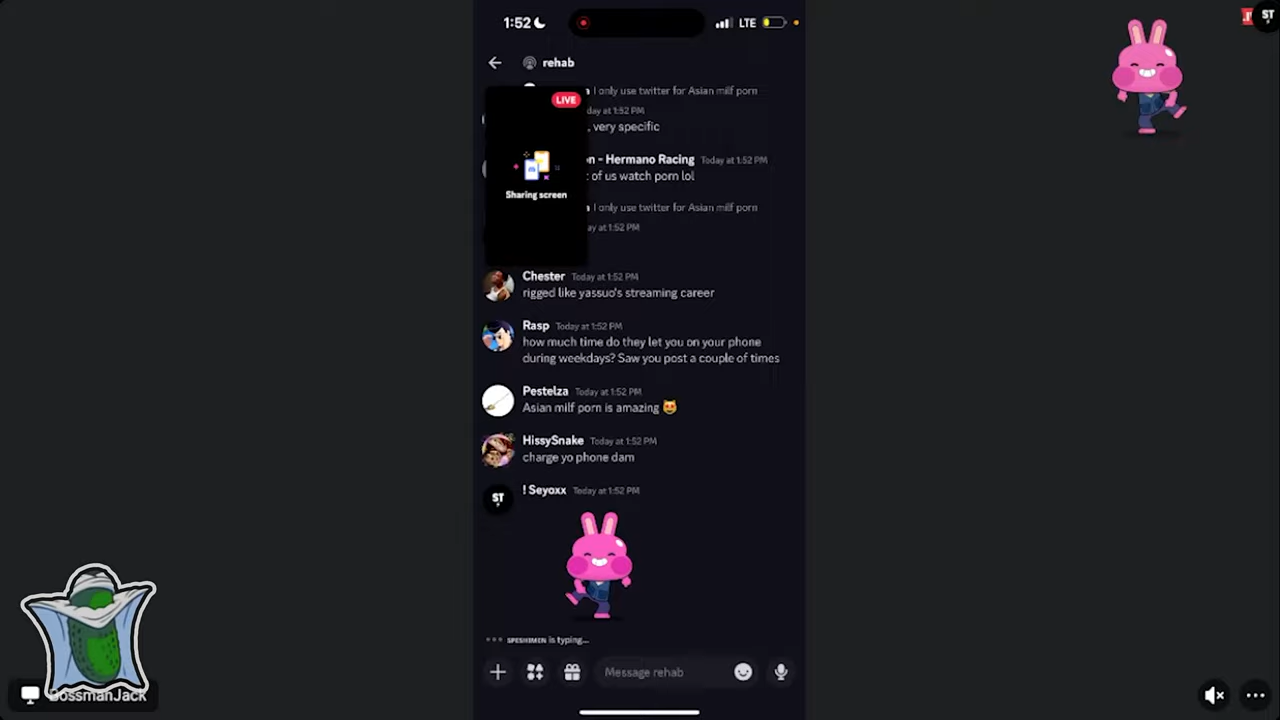 1:52
LTE
rehab
I only use twitter for Asian milf porn
LIVE
day at 1:52 PM
, very specific
on - Hermano Racing Today at 1:52 PM
of us watch porn lol
Sharing screen
I only use twitter for Asian milf porn
ay at 1:52 PM
Chester Today at 1:52 PM
rigged like yassuo's streaming career
Rasp Today at 1:52 PM
how much time do they let you on your phone
during weekdays? Saw you post a couple of times
Pestelza Today at 1:52 PM
Asian milf porn is amazing 😍
HissySnake Today at 1:52 PM
charge yo phone dam
! Seyoxx Today at 1:52 PM
ST
SPESHIMEN is typing...
Message rehab
BossmanJack
ST